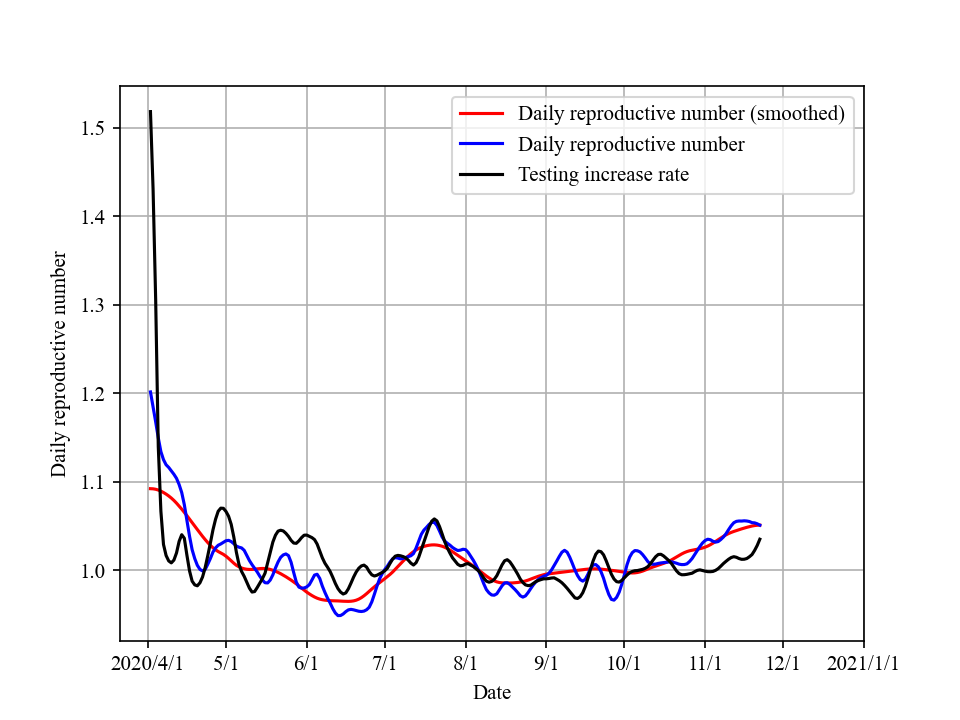 Daily reproductive number (smoothed)
Daily reproductive number
Testing increase rate
Daily reproductive number
1.5
1.4
1.3
1.2
1.1
1.0
2020/4/1 5/1 6/1 7/1 8/1 9/1 10/1 11/1 12/1 2021/1/1
Date